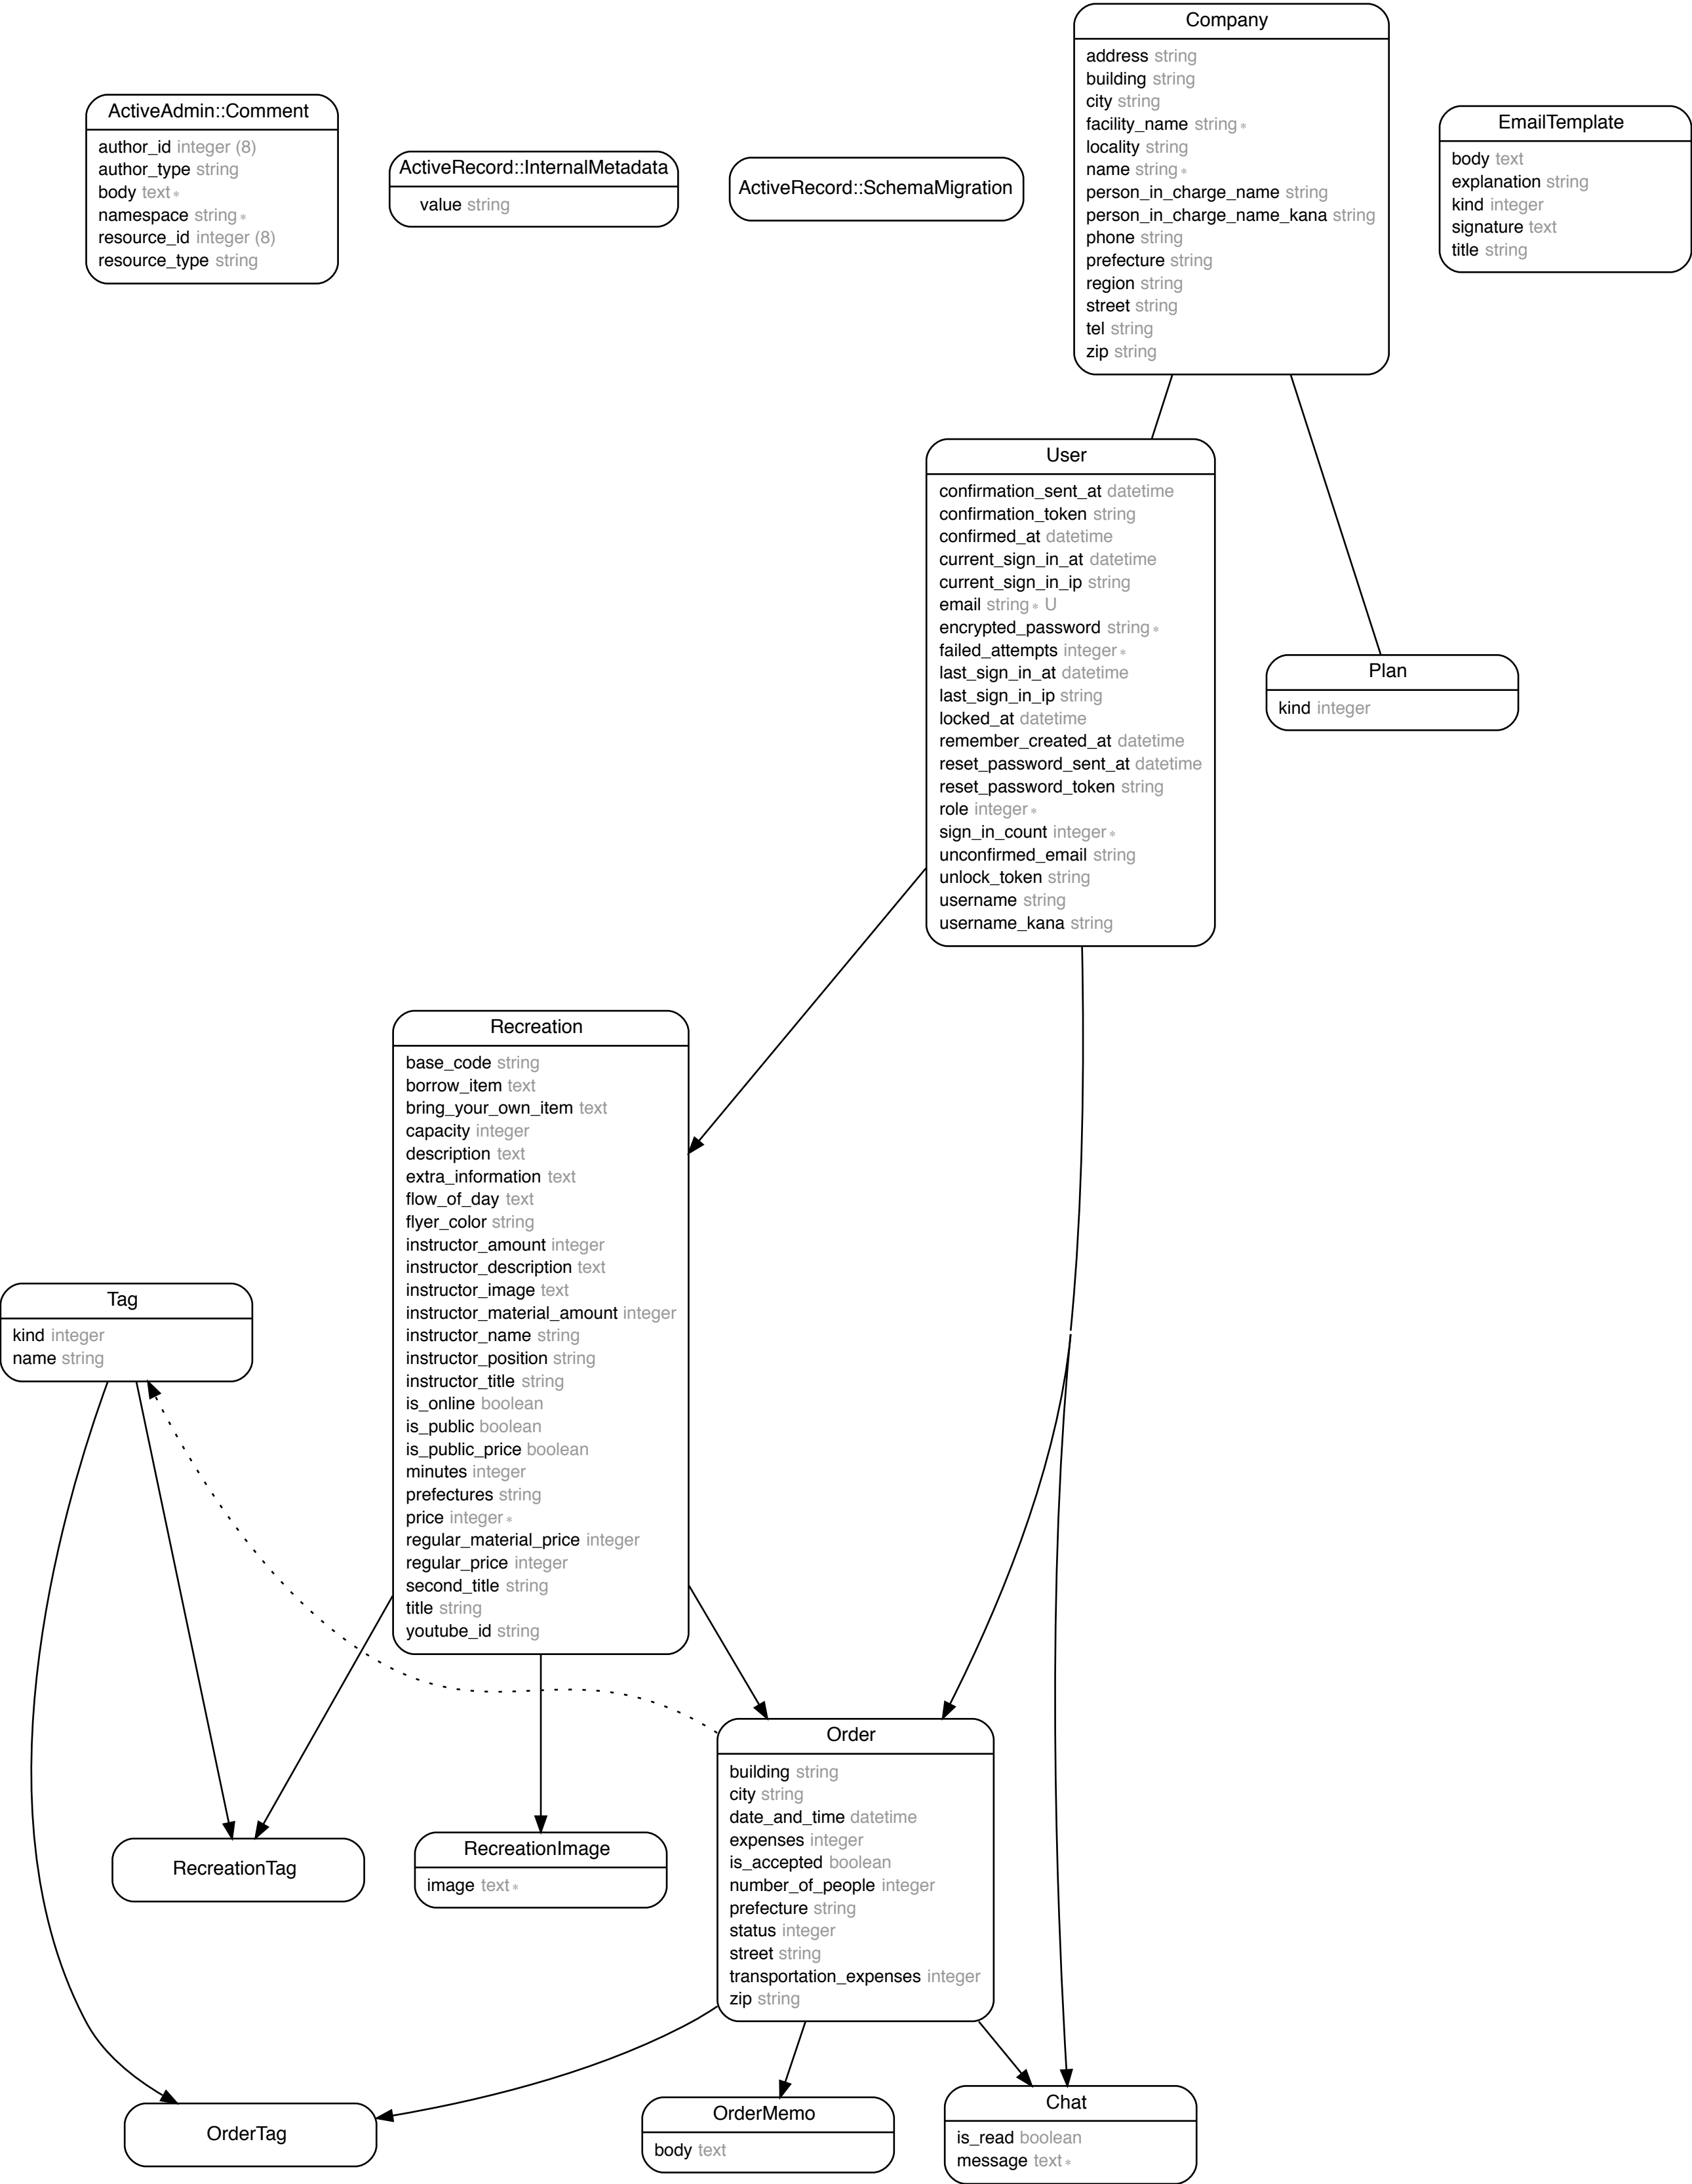 Company
address string
building string
city string
facility_name string *
locality string
name string *
person_in_charge_name string
person_in_charge_name_kana string
phone string
prefecture string
region string
street string
tel string
zip string
ActiveAdmin::Comment
author_id integer (8)
author_type string
body text *
namespace string *
resource_id integer (8)
resource_type string
ActiveRecord::InternalMetadata
value string
ActiveRecord::SchemaMigration
EmailTemplate
body text
explanation string
kind integer
signature text
title string
User
confirmation_sent_at datetime
confirmation_token string
confirmed_at datetime
current_sign_in_at datetime
current_sign_in_ip string
email string * U
encrypted_password string *
failed_attempts integer *
last_sign_in_at datetime
last_sign_in_ip string
locked_at datetime
remember_created_at datetime
reset_password_sent_at datetime
reset_password_token string
role integer *
sign_in_count integer *
unconfirmed_email string
unlock_token string
username string
username_kana string
Plan
kind integer
Recreation
base_code string
borrow_item text
bring_your_own_item text
capacity integer
description text
extra_information text
flow_of_day text
flyer_color string
instructor_amount integer
instructor_description text
instructor_image text
instructor_material_amount integer
instructor_name string
instructor_position string
instructor_title string
is_online boolean
is_public boolean
is_public_price boolean
minutes integer
prefectures string
price integer *
regular_material_price integer
regular_price integer
second_title string
title string
youtube_id string
Tag
kind integer
name string
Order
building string
city string
date_and_time datetime
expenses integer
is_accepted boolean
number_of_people integer
prefecture string
status integer
street string
transportation_expenses integer
zip string
RecreationTag
RecreationImage
image text *
OrderTag
OrderMemo
body text
Chat
is_read boolean
message text *